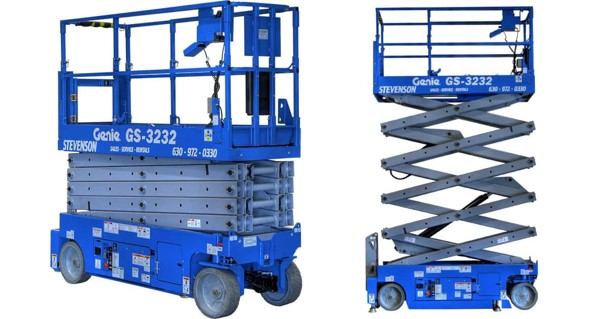 Genie GS-3232
STEVENSON SALES - SERVICE - RENTALS 630-972-0330
Genie GS-3232
STEVENSON SALES - SERVICE - RENTALS 630-972-0330